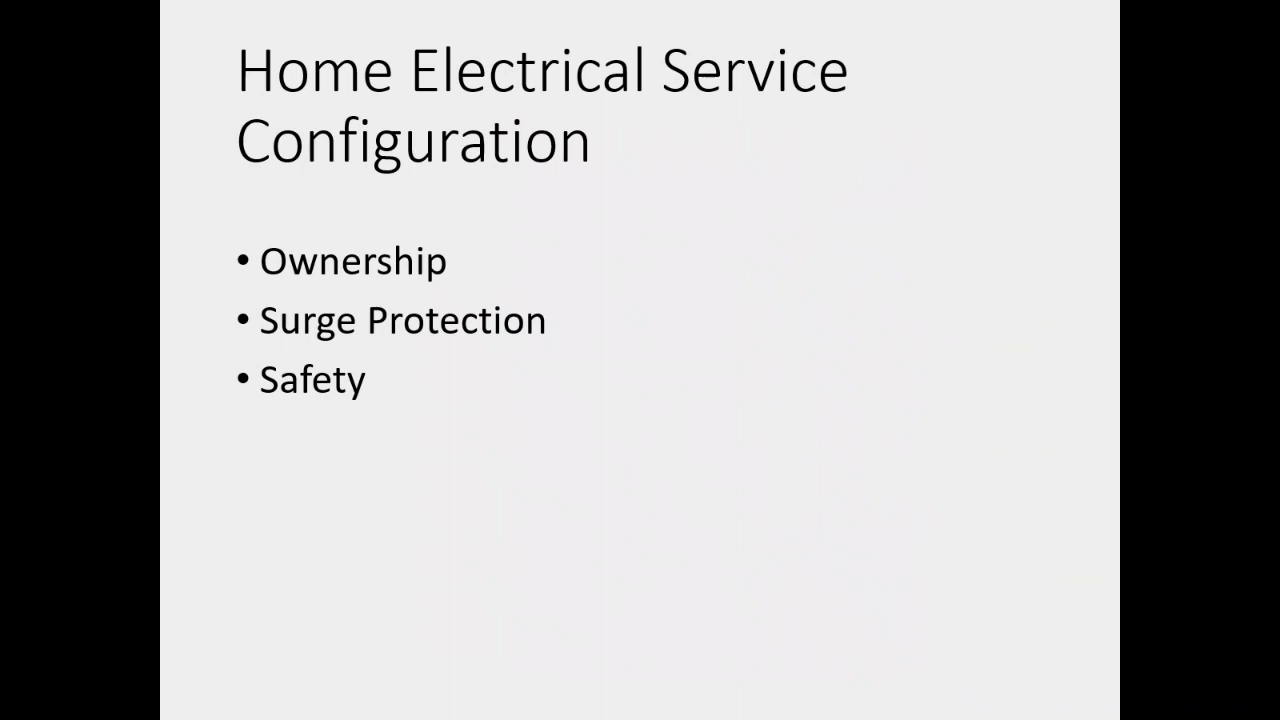 Home Electrical Service
Configuration
• Ownership
• Surge Protection
• Safety